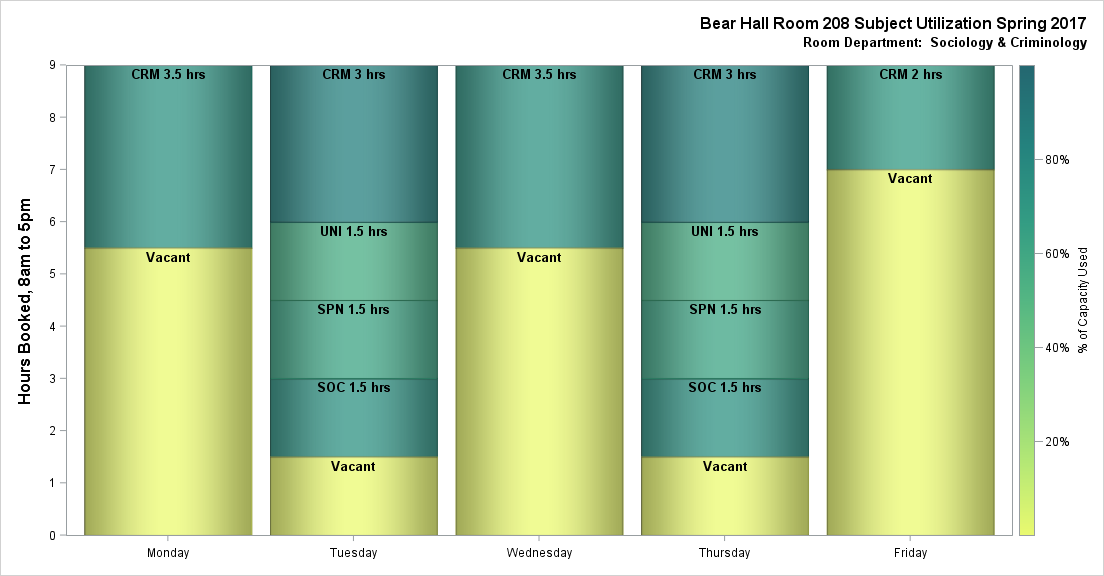 Bear Hall Room 208 Subject Utilization Spring 2017
Room Department:  Sociology & Criminology
Hours Booked, 8am to 5pm
9
8
7
6
5
4
3
2
1
0
CRM 3.5 hrs
Vacant
CRM 3 hrs
UNI 1.5 hrs
SPN 1.5 hrs
SOC 1.5 hrs
Vacant
CRM 3.5 hrs
Vacant
CRM 3 hrs
UNI 1.5 hrs
SPN 1.5 hrs
SOC 1.5 hrs
Vacant
CRM 2 hrs
Vacant
Monday
Tuesday
Wednesday
Thursday
Friday
80%
60%
40%
20%
% of Capacity Used